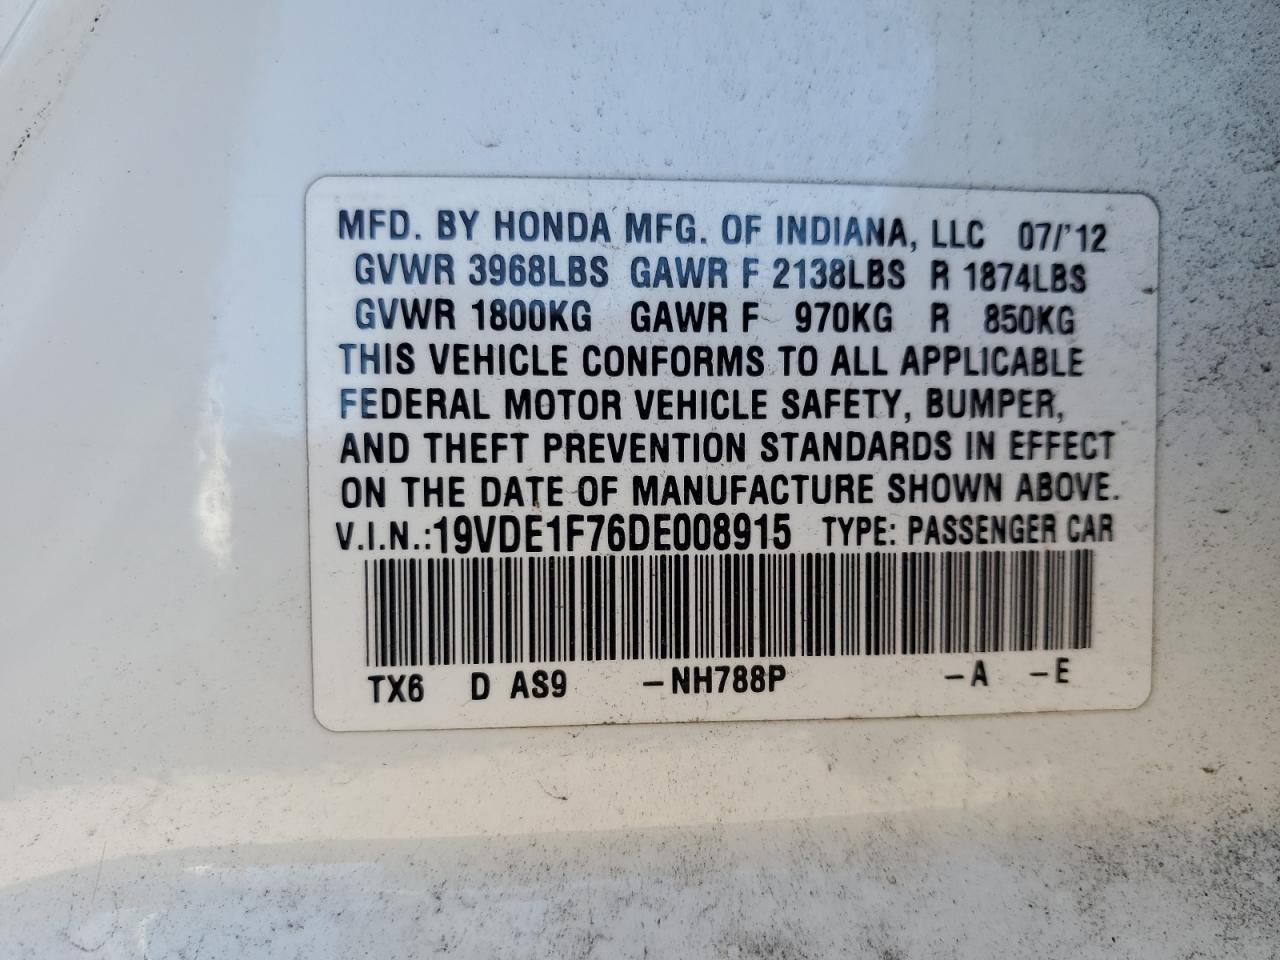 MFD. BY HONDA MFG. OF INDIANA, LLC 07/'12
GVWR 3968LBS GAWR F 2138LBS R 1874LBS
GVWR 1800KG GAWR F 970KG R 850KG
THIS VEHICLE CONFORMS TO ALL APPLICABLE
FEDERAL MOTOR VEHICLE SAFETY, BUMPER,
AND THEFT PREVENTION STANDARDS IN EFFECT
ON THE DATE OF MANUFACTURE SHOWN ABOVE.
V.I.N.:19VDE1F76DE008915 TYPE: PASSENGER CAR
TX6 D AS9 -NH788P -A -E